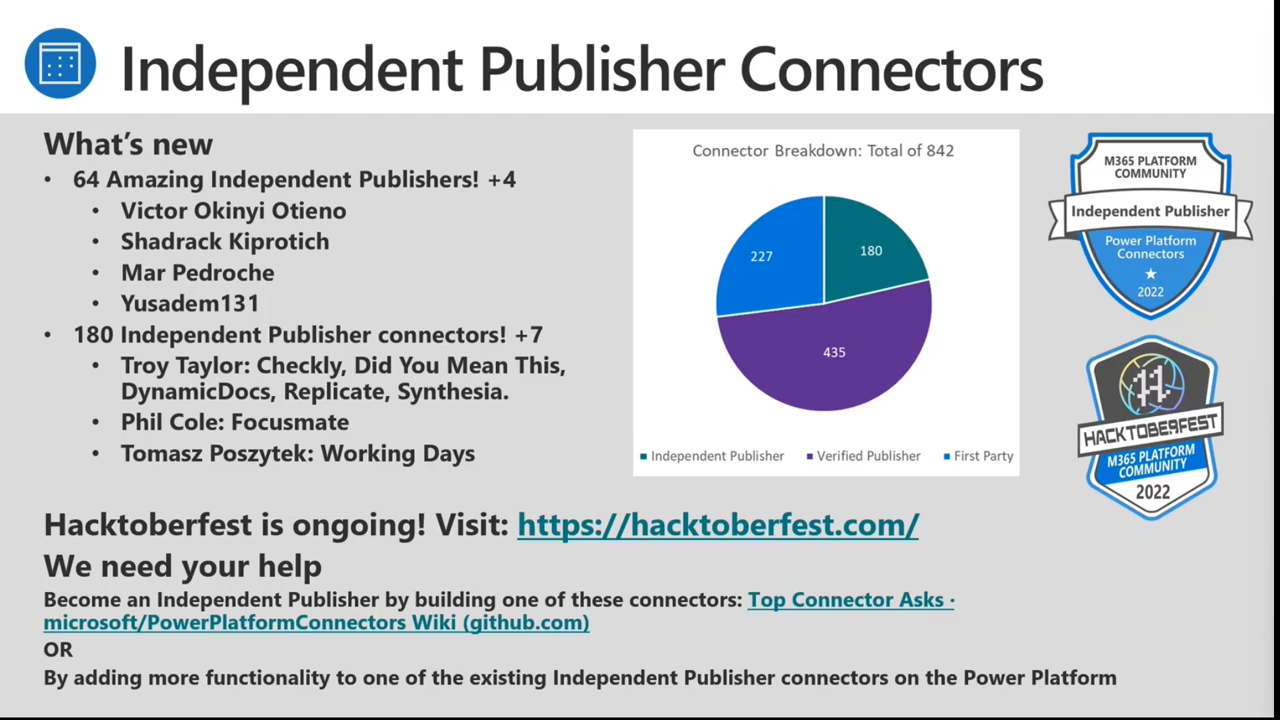 Independent Publisher Connectors
What’s new
• 64 Amazing Independent Publishers! +4
• Victor Okinyi Otieno
• Shadrack Kiprotich
• Mar Pedroche
• Yusadem131
• 180 Independent Publisher connectors! +7
• Troy Taylor: Checkly, Did You Mean This,
DynamicDocs, Replicate, Synthesia.
• Phil Cole: Focusmate
• Tomasz Poszytek: Working Days
Connector Breakdown: Total of 842
227
180
435
Independent Publisher Verified Publisher First Party
M365 PLATFORM
COMMUNITY
Independent Publisher
Power Platform
Connectors
2022
HACKTOBERFEST
M365 PLATFORM
COMMUNITY
2022
Hacktoberfest is ongoing! Visit: https://hacktoberfest.com/
We need your help
Become an Independent Publisher by building one of these connectors: Top Connector Asks ·
microsoft/PowerPlatformConnectors Wiki (github.com)
OR
By adding more functionality to one of the existing Independent Publisher connectors on the Power Platform